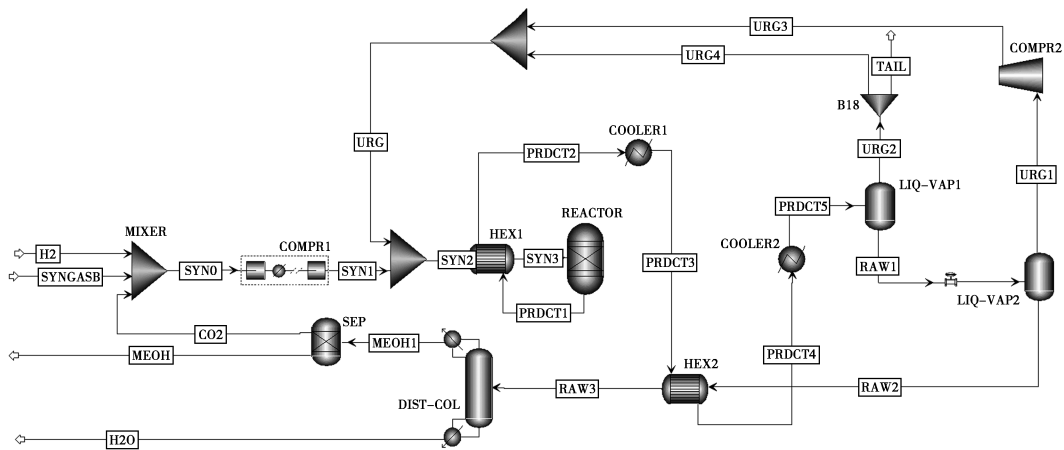 URG3
COMPR2
URG4
TAIL
B18
COOLER1
URG
PRDCT2
URG2
URG1
LIQ-VAP1
PRDCT5
REACTOR
MIXER
HEX1
COMPR1
COOLER2
H2
SYN0
SYN1
SYN2
SYN3
PRDCT3
RAW1
SYNGASB
LIQ-VAP2
PRDCT1
SEP
CO2
MEOH1
MEOH
PRDCT4
HEX2
RAW3
RAW2
DIST-COL
H2O